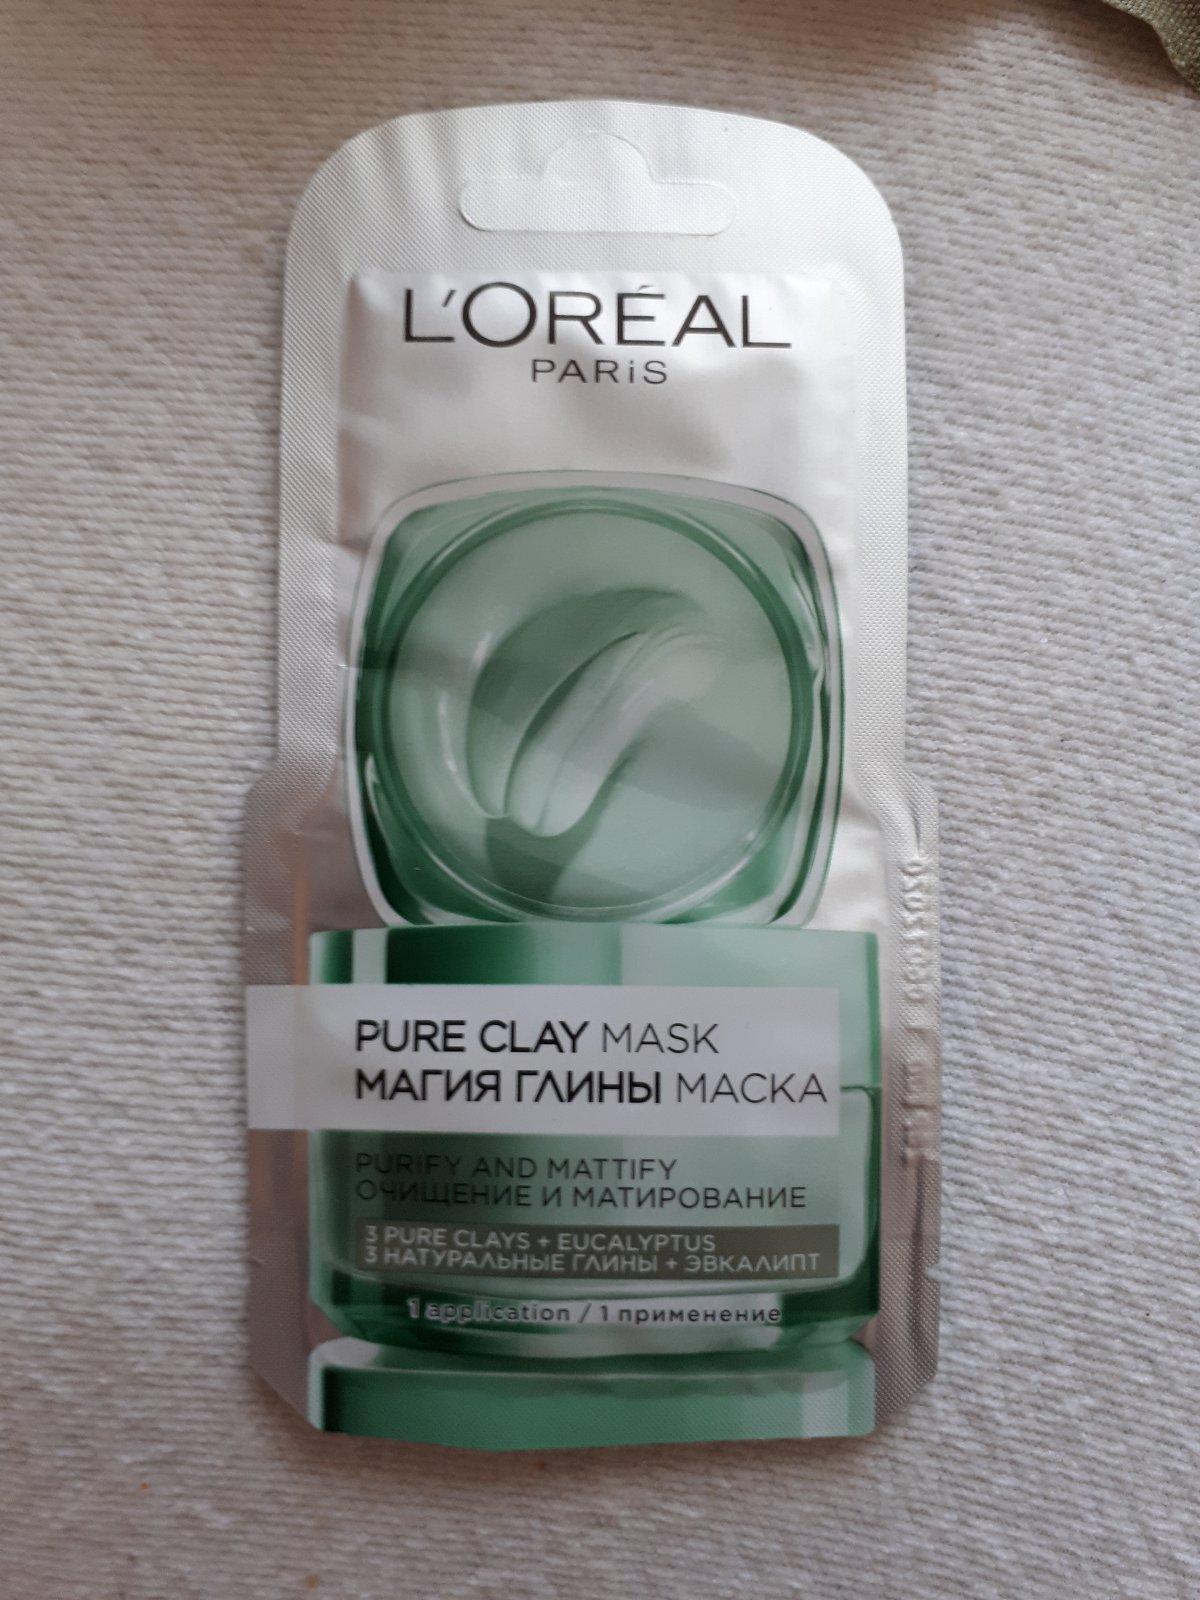 L'ORÉAL
PARiS
PURE CLAY MASK
МАГИЯ ГЛИНЫ МАСКА
PURIFY AND MATTIFY
ОЧИЩЕНИЕ И МАТИРОВАНИЕ
3 PURE CLAYS + EUCALYPTUS
3 НАТУРАЛЬНЫЕ ГЛИНЫ + ЭВКАЛИПТ
1 application / 1 применение